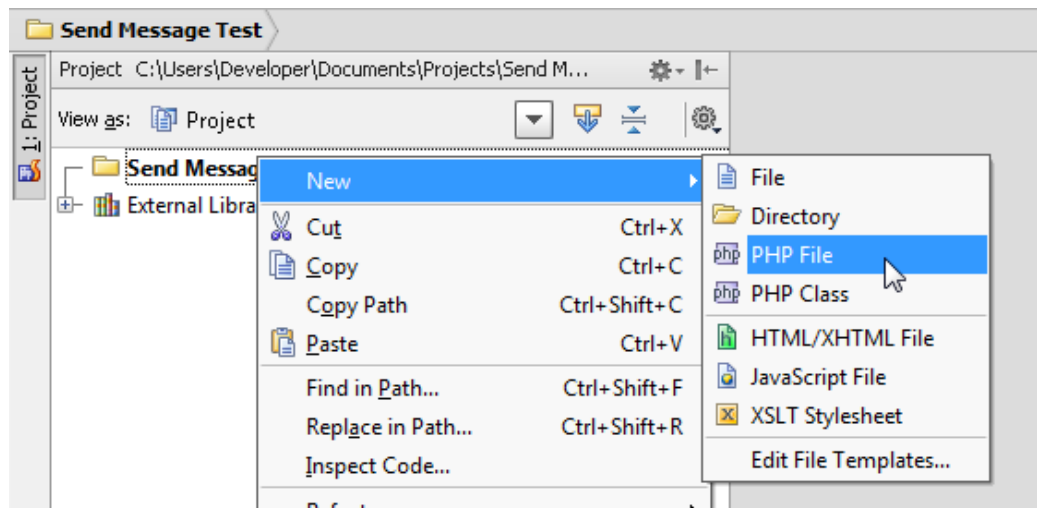 Send Message Test
1: Project
Project C:\Users\Developer\Documents\Projects\Send M...
View as: Project
Send Messag
External Libra
New
Cut Ctrl+X
Copy Ctrl+C
Copy Path Ctrl+Shift+C
Paste Ctrl+V
Find in Path... Ctrl+Shift+F
Replace in Path... Ctrl+Shift+R
Inspect Code...
File
Directory
php PHP File
php PHP Class
h HTML/XHTML File
JavaScript File
X XSLT Stylesheet
Edit File Templates...